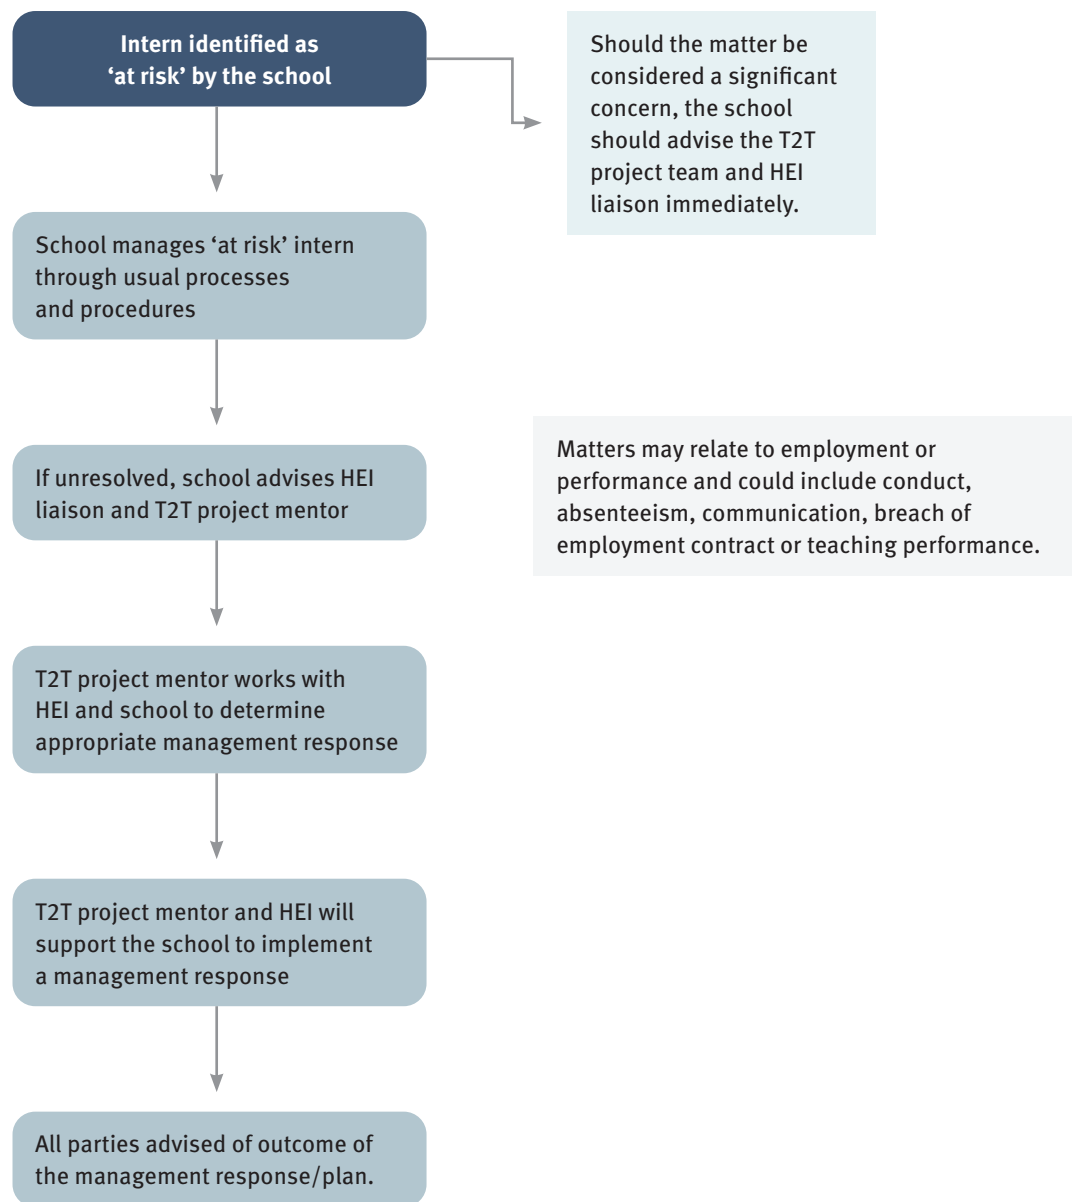 Intern identified as
‘at risk’ by the school
Should the matter be
considered a significant
concern, the school
should advise the T2T
project team and HEI
liaison immediately.
School manages ‘at risk’ intern
through usual processes
and procedures
If unresolved, school advises HEI
liaison and T2T project mentor
Matters may relate to employment or
performance and could include conduct,
absenteeism, communication, breach of
employment contract or teaching performance.
T2T project mentor works with
HEI and school to determine
appropriate management response
T2T project mentor and HEI will
support the school to implement
a management response
All parties advised of outcome of
the management response/plan.